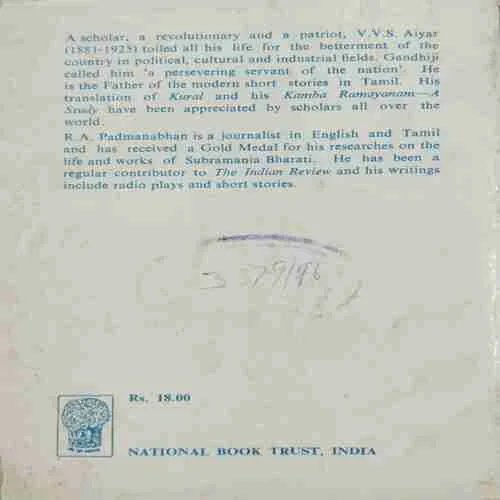 A scholar, a revolutionary and a patriot, V.V.S. Aiyar
(1881-1925) toiled all his life for the betterment of the
country in political, cultural and industrial fields. Gandhiji
called him 'a persevering servant of the nation'. He
is the Father of the modern short stories in Tamil. His
translation of Kural and his Kamba Ramayanam—A
Study have been appreciated by scholars all over the
world.
R.A. Padmanabhan is a journalist in English and Tamil
and has received a Gold Medal for his researches on the
life and works of Subramania Bharati. He has been a
regular contributor to The Indian Review and his writings
include radio plays and short stories.
Rs. 18.00
NATIONAL BOOK TRUST, INDIA